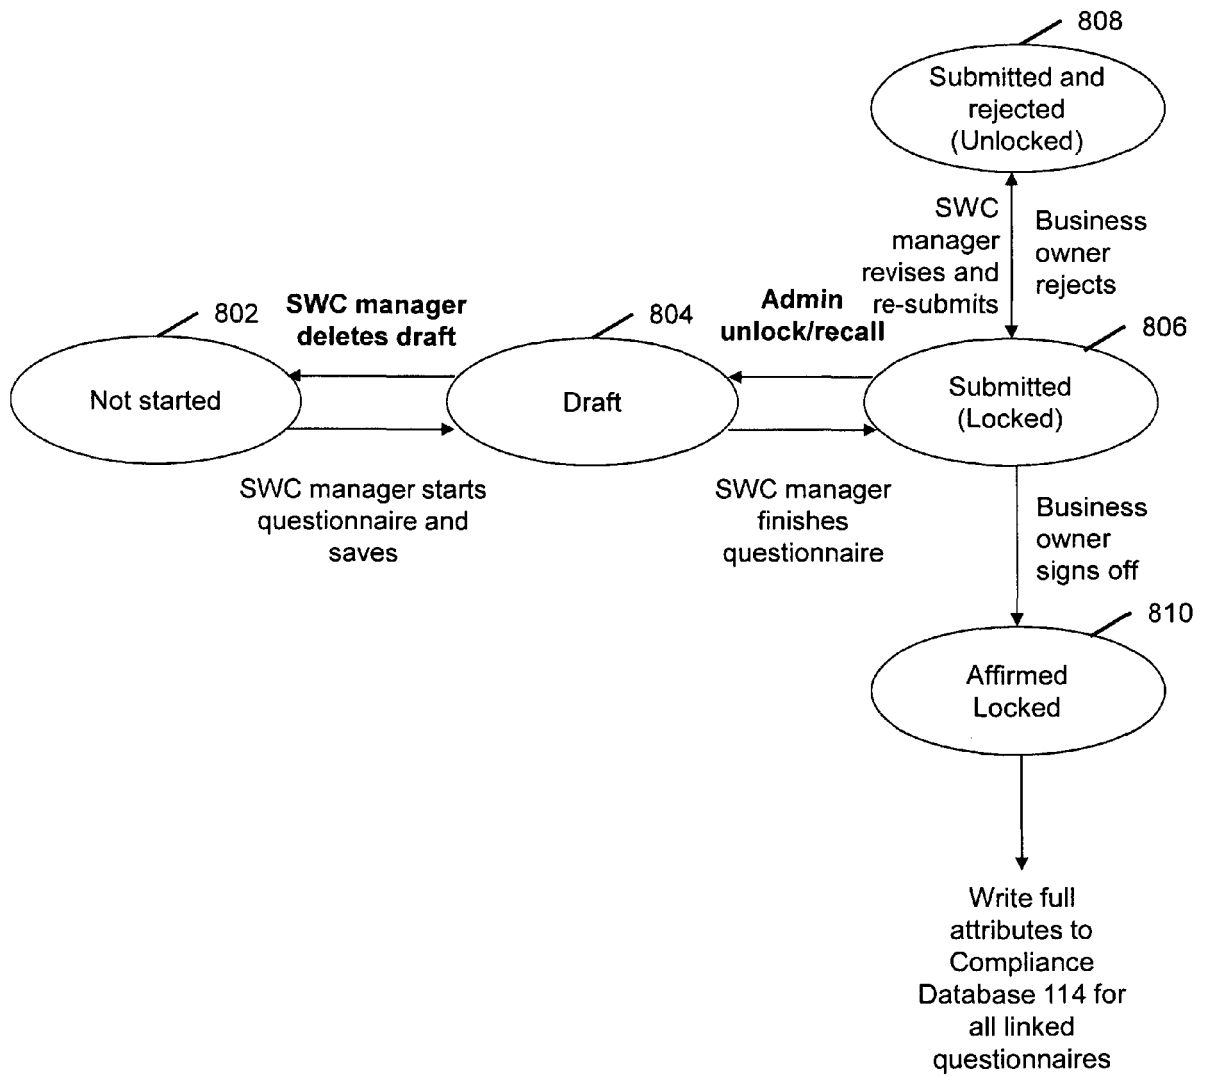 808
Submitted and
rejected
(Unlocked)
SWC
manager
revises and
re-submits
Business
owner
rejects
802
SWC manager
deletes draft
804
Admin
unlock/recall
806
Not started
Draft
Submitted
(Locked)
SWC manager starts
questionnaire and
saves
SWC manager
finishes
questionnaire
Business
owner
signs off
810
Affirmed
Locked
Write full
attributes to
Compliance
Database 114 for
all linked
questionnaires